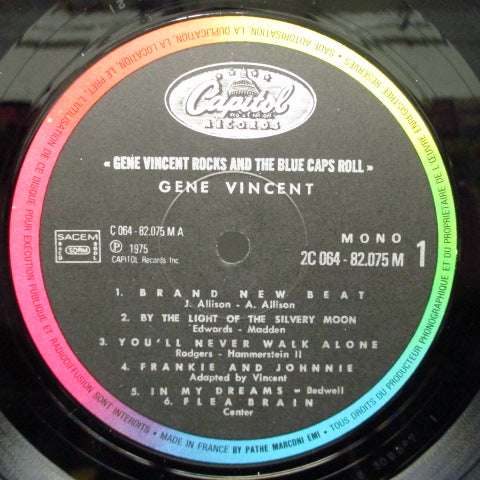 Capitol
RECORDS
« GENE VINCENT ROCKS AND THE BLUE CAPS ROLL »
GENE VINCENT
SACEM
SDRM
C 064 - 82.075 M A
Ⓟ 1975
CAPITOL Records Inc.
MONO
2C 064 - 82.075 M
1
1. BRAND NEW BEAT
J. Allison - A. Allison
2. BY THE LIGHT OF THE SILVERY MOON
Edwards - Madden
3. YOU'LL NEVER WALK ALONE
Rodgers - Hammerstein II
4. FRANKIE AND JOHNNIE
Adapted by Vincent
5. IN MY DREAMS - Bedwell
6. FLEA BRAIN
Center
• MADE IN FRANCE BY PATHE MARCONI EMI • TOUS DROITS DU PRODUCTEUR PHONOGRAPHIQUE ET DU PROPRIETAIRE DE L'ŒUVRE ENREGISTREE RESERVES • SAUF AUTORISATION, LA DUPLICATION, LA LOCATION, LE PRET, L'UTILISATION DE CE DISQUE POUR EXECUTION PUBLIQUE ET RADIODIFFUSION SONT INTERDITS